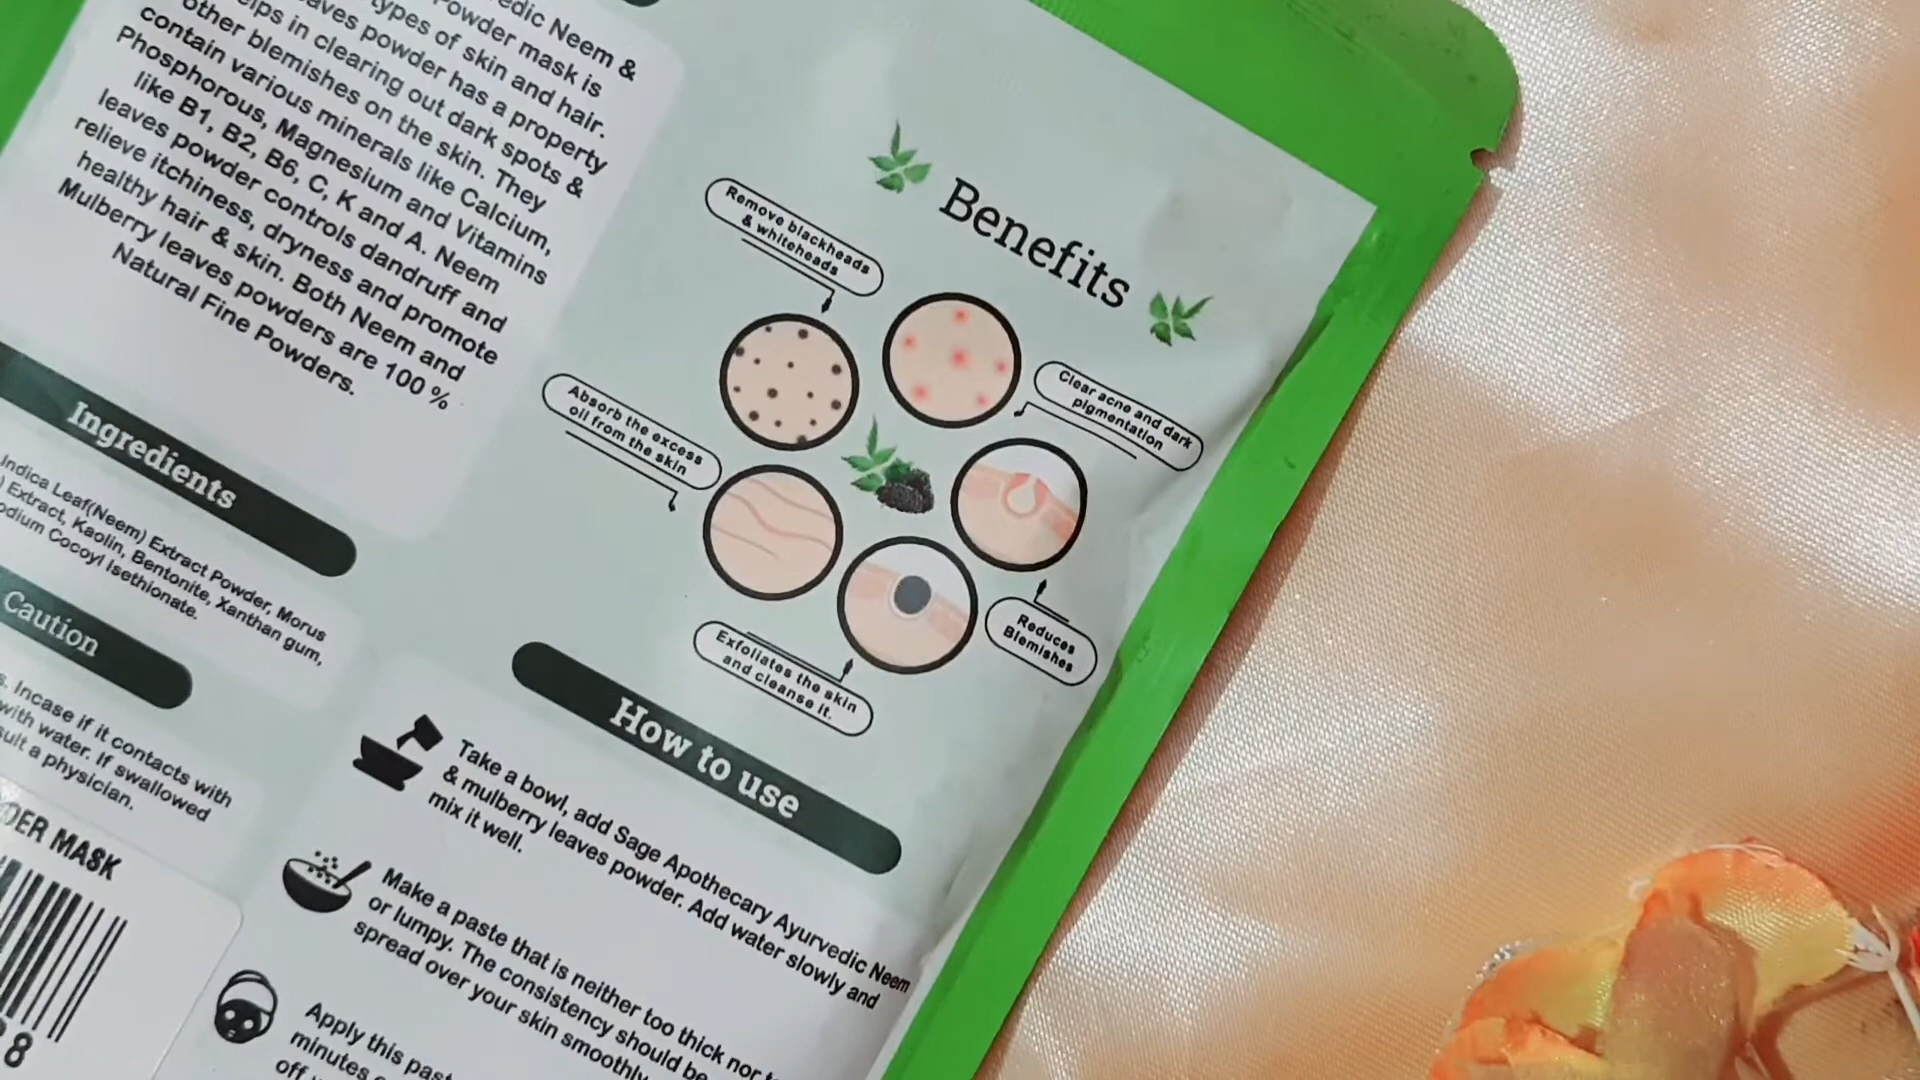 edic Neem &
Powder mask is
types of skin and hair.
aves powder has a property
elps in clearing out dark spots &
other blemishes on the skin. They
contain various minerals like Calcium,
Phosphorous, Magnesium and Vitamins
like B1, B2, B6, C, K and A. Neem
leaves powder controls dandruff and
relieve itchiness, dryness and promote
healthy hair & skin. Both Neem and
Mulberry leaves powders are 100 %
Natural Fine Powders.
Ingredients
Indica Leaf(Neem) Extract Powder, Morus
) Extract, Kaolin, Bentonite, Xanthan gum,
odium Cocoyl Isethionate.
Caution
s. Incase if it contacts with
with water. If swallowed
sult a physician.
DER MASK
8
Benefits
Remove blackheads
& whiteheads
Clear acne and dark
pigmentation
Absorb the excess
oil from the skin
Reduces
Blemishes
Exfoliates the skin
and cleanse it.
How to use
Take a bowl, add Sage Apothecary Ayurvedic Neem
& mulberry leaves powder. Add water slowly and
mix it well.
Make a paste that is neither too thick nor
or lumpy. The consistency should be
spread over your skin smoothly
Apply this past
minutes
off